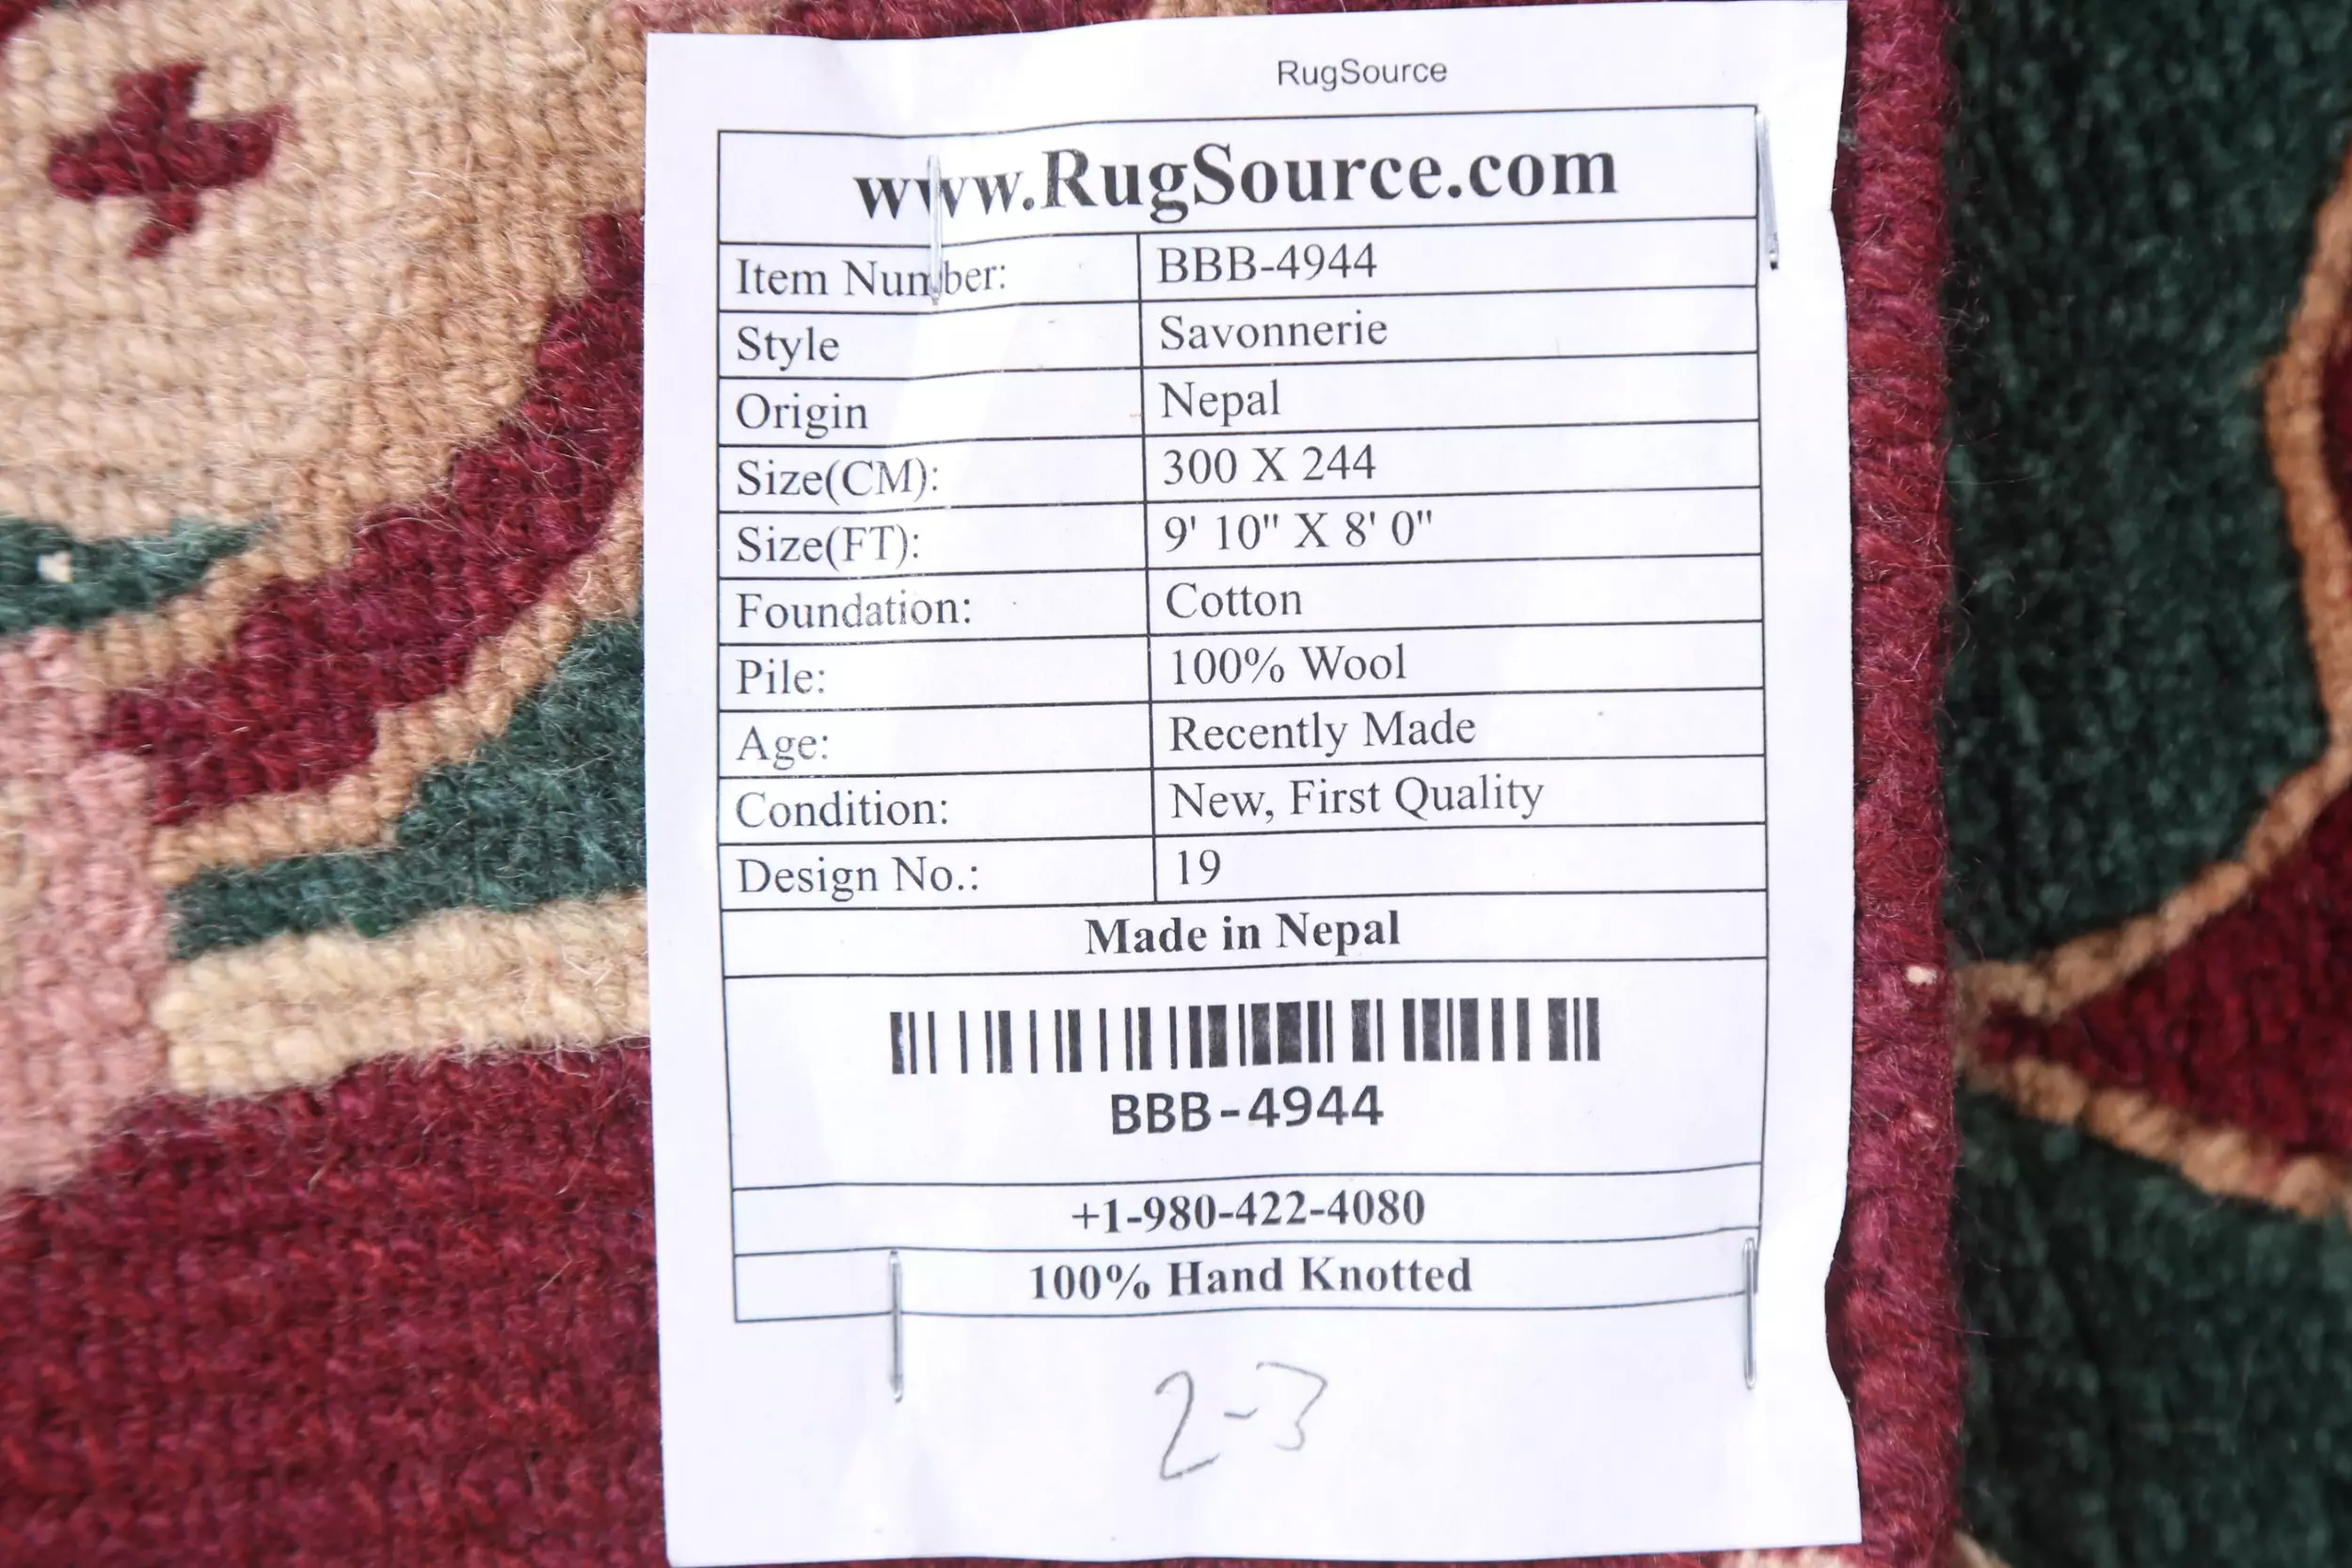 RugSource
www.RugSource.com
Item Number: BBB-4944
Style Savonnerie
Origin Nepal
Size(CM): 300 X 244
Size(FT): 9' 10" X 8' 0"
Foundation: Cotton
Pile: 100% Wool
Age: Recently Made
Condition: New, First Quality
Design No.: 19
Made in Nepal
BBB-4944
+1-980-422-4080
100% Hand Knotted
2-3